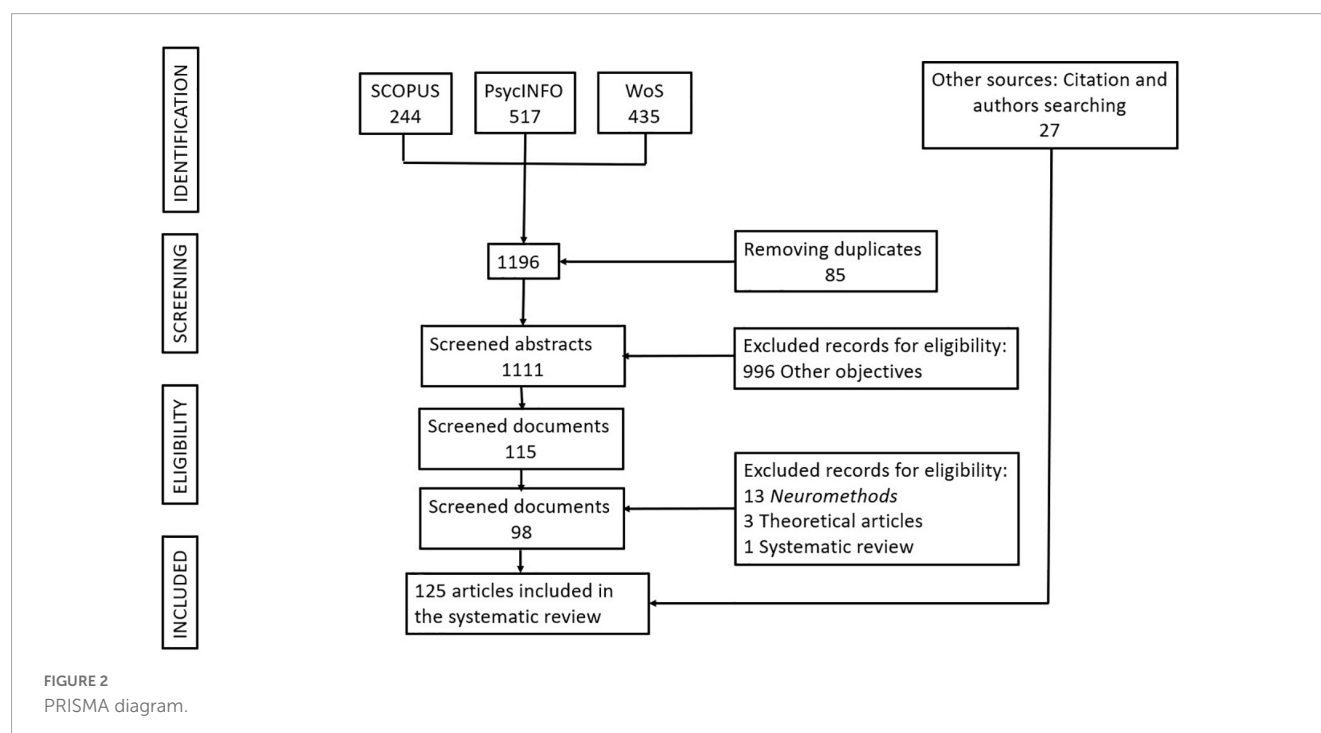 IDENTIFICATION
SCOPUS
244
PsycINFO
517
WoS
435
Other sources: Citation and
authors searching
27
SCREENING
1196
Removing duplicates
85
Screened abstracts
1111
Excluded records for eligibility:
996 Other objectives
ELIGIBILITY
Screened documents
115
Screened documents
98
Excluded records for eligibility:
13 Neuromethods
3 Theoretical articles
1 Systematic review
INCLUDED
125 articles included in
the systematic review
FIGURE 2
PRISMA diagram.